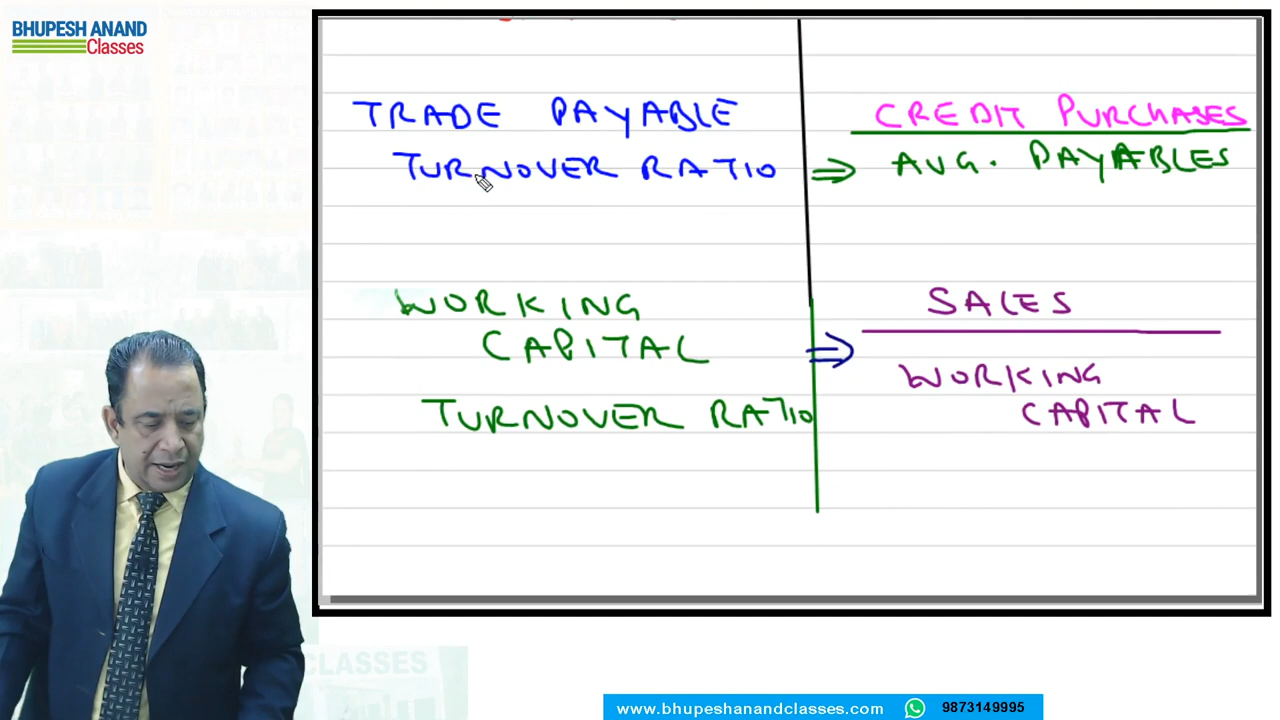 BHUPESH ANAND
Classes
TRADE PAYABLE
TURNOVER RATIO
⇒
CREDIT PURCHASES
AVG. PAYABLES
WORKING
CAPITAL
TURNOVER RATIO
⇒
SALES
WORKING
CAPITAL
CLASSES
www.bhupeshanandclasses.com
9873149995